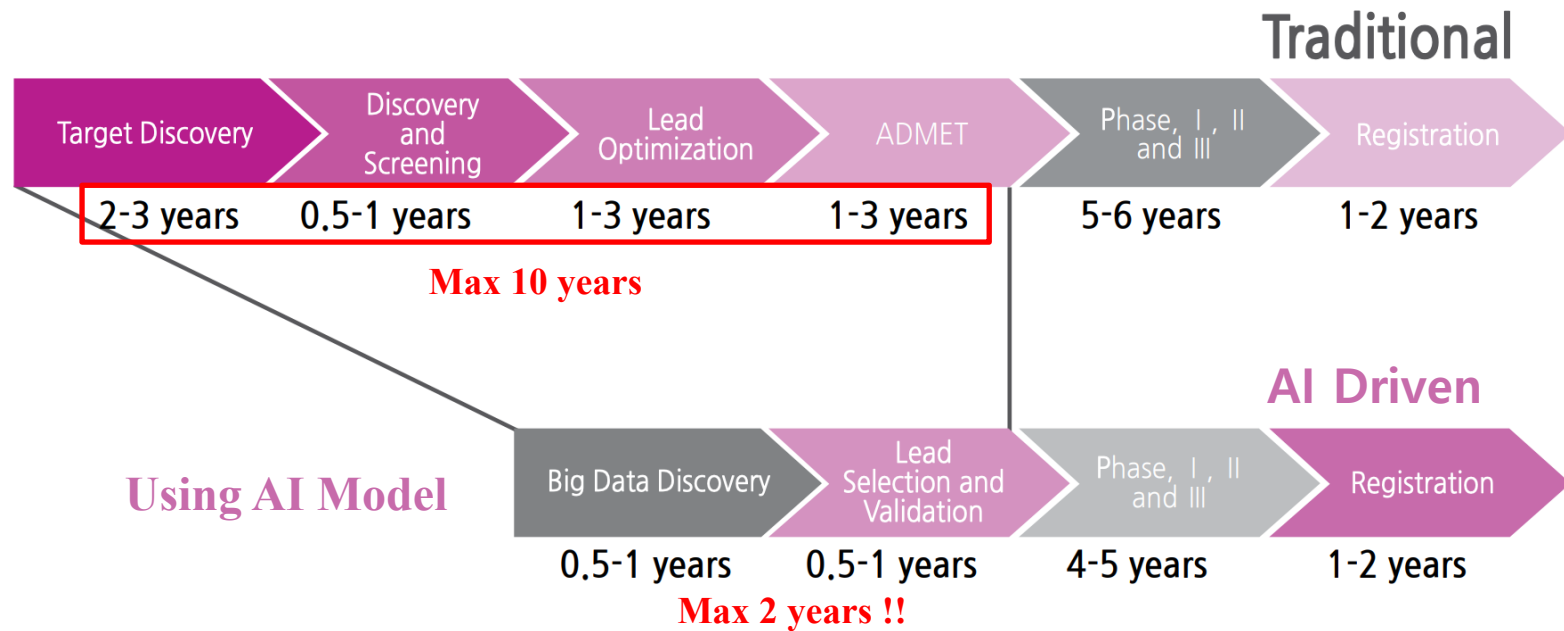 Traditional
Target Discovery
Discovery
and
Screening
Lead
Optimization
ADMET
Phase, I , II
and III
Registration
2-3 years
0.5-1 years
1-3 years
1-3 years
5-6 years
1-2 years
Max 10 years
AI Driven
Using AI Model
Big Data Discovery
Lead
Selection and
Validation
Phase, I , II
and III
Registration
0.5-1 years
0.5-1 years
4-5 years
1-2 years
Max 2 years !!